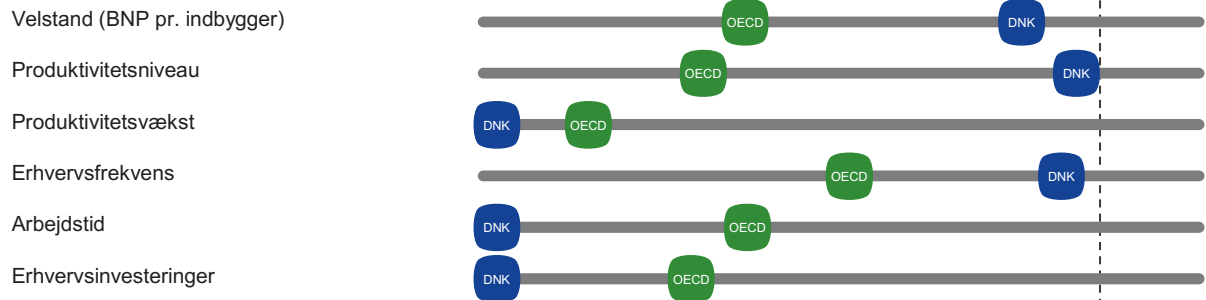 Velstand (BNP pr. indbygger) OECD DNK
Produktivitetsniveau OECD DNK
Produktivitetsvækst DNK OECD
Erhvervsfrekvens OECD DNK
Arbejdstid DNK OECD
Erhvervsinvesteringer DNK OECD